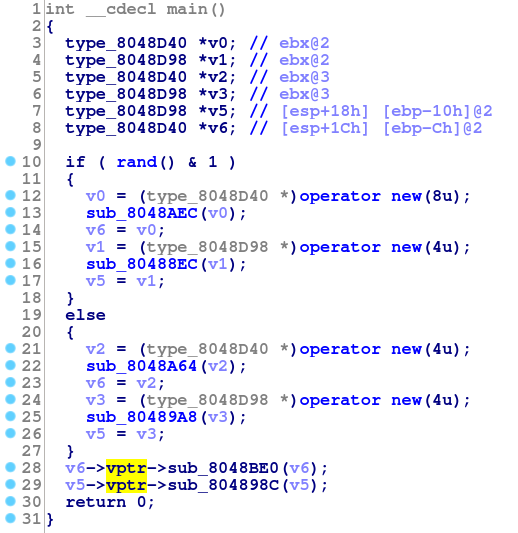 1 int __cdecl main()
2 {
3 type_8048D40 *v0; // ebx@2
4 type_8048D98 *v1; // ebx@2
5 type_8048D40 *v2; // ebx@3
6 type_8048D98 *v3; // ebx@3
7 type_8048D98 *v5; // [esp+18h] [ebp-10h]@2
8 type_8048D40 *v6; // [esp+1Ch] [ebp-Ch]@2
9
10 if ( rand() & 1 )
11 {
12 v0 = (type_8048D40 *)operator new(8u);
13 sub_8048AEC(v0);
14 v6 = v0;
15 v1 = (type_8048D98 *)operator new(4u);
16 sub_80488EC(v1);
17 v5 = v1;
18 }
19 else
20 {
21 v2 = (type_8048D40 *)operator new(4u);
22 sub_8048A64(v2);
23 v6 = v2;
24 v3 = (type_8048D98 *)operator new(4u);
25 sub_80489A8(v3);
26 v5 = v3;
27 }
28 v6->vptr->sub_8048BE0(v6);
29 v5->vptr->sub_804898C(v5);
30 return 0;
31 }